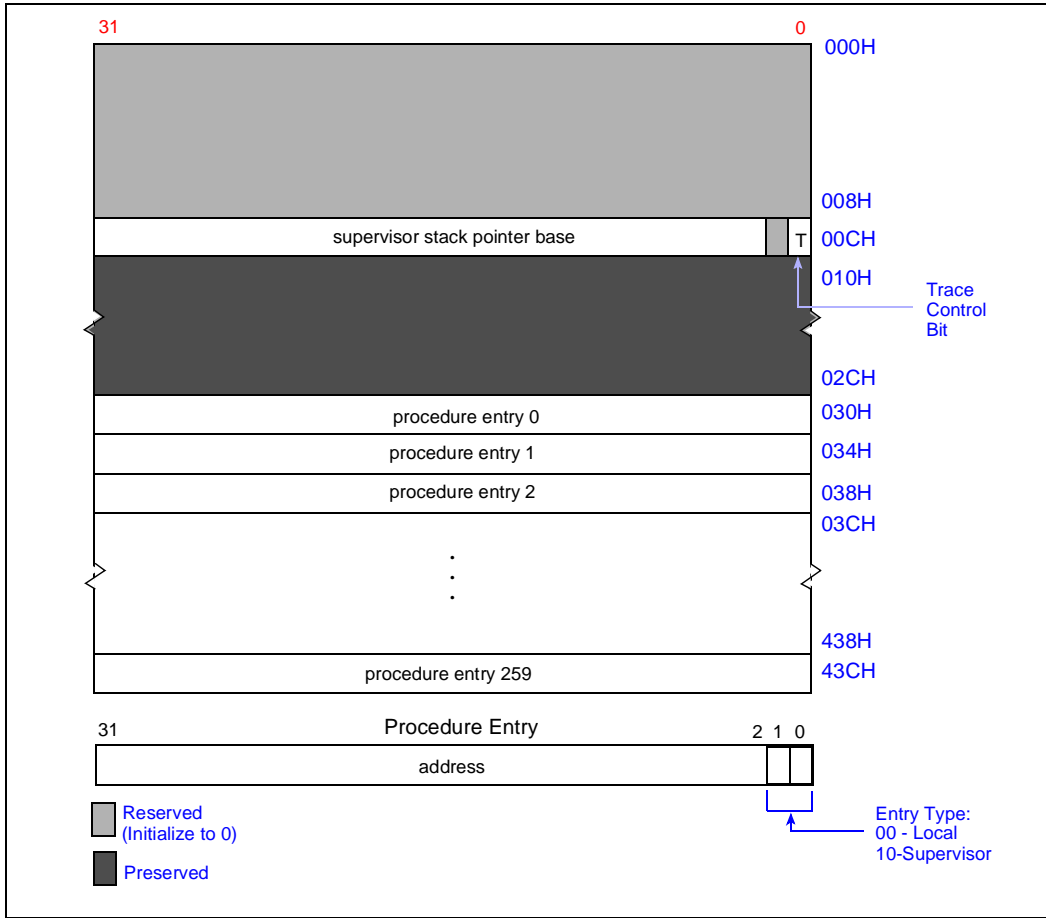 31 0
000H
008H
supervisor stack pointer base T 00CH
010H
Trace
Control
Bit
02CH
procedure entry 0 030H
procedure entry 1 034H
procedure entry 2 038H
03CH
.
.
.
438H
procedure entry 259 43CH
31 Procedure Entry 2 1 0
address
Reserved
(Initialize to 0)
Preserved
Entry Type:
00 - Local
10-Supervisor